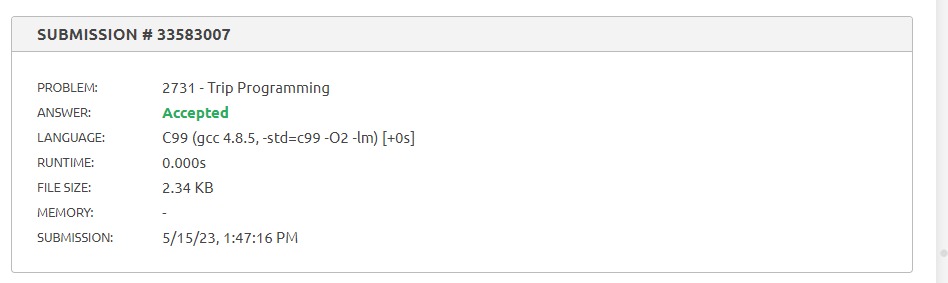 SUBMISSION # 33583007
PROBLEM: 2731 - Trip Programming
ANSWER: Accepted
LANGUAGE: C99 (gcc 4.8.5, -std=c99 -O2 -lm) [+0s]
RUNTIME: 0.000s
FILE SIZE: 2.34 KB
MEMORY: -
SUBMISSION: 5/15/23, 1:47:16 PM